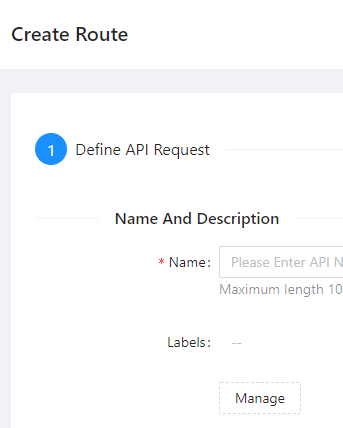 Create Route
1 Define API Request
Name And Description
* Name: Please Enter API
Maximum length 10
Labels: --
Manage